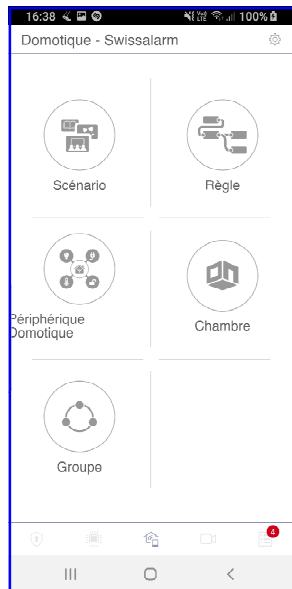 16:38 100%
Domotique - Swissalarm
Scénario Règle
Périphérique
Domotique
Chambre
Groupe
4